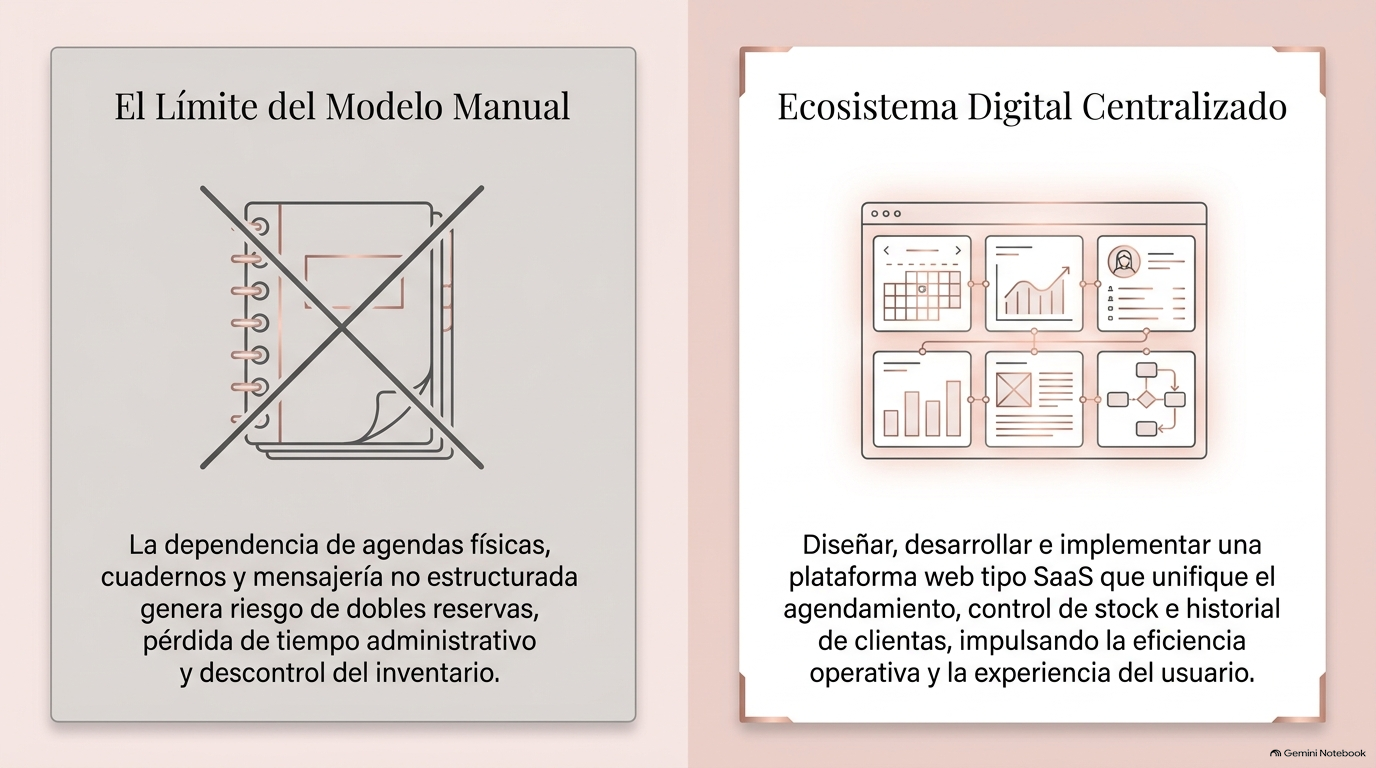 El Límite del Modelo Manual
La dependencia de agendas físicas,
cuadernos y mensajería no estructurada
genera riesgo de dobles reservas,
pérdida de tiempo administrativo
y descontrol del inventario.
Ecosistema Digital Centralizado
Diseñar, desarrollar e implementar una
plataforma web tipo SaaS que unifique el
agendamiento, control de stock e historial
de clientas, impulsando la eficiencia
operativa y la experiencia del usuario.
Gemini Notebook